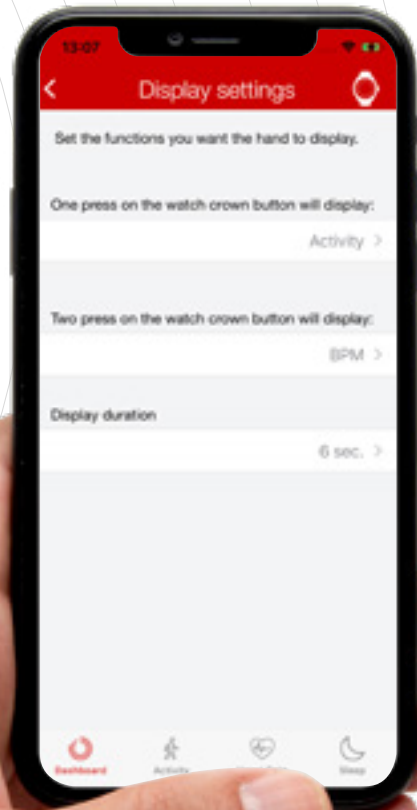 13:07
Display settings
Set the functions you want the hand to display.
One press on the watch crown button will display:
Activity >
Two press on the watch crown button will display:
BPM >
Display duration
6 sec. >
Dashboard
Activity
Sleep